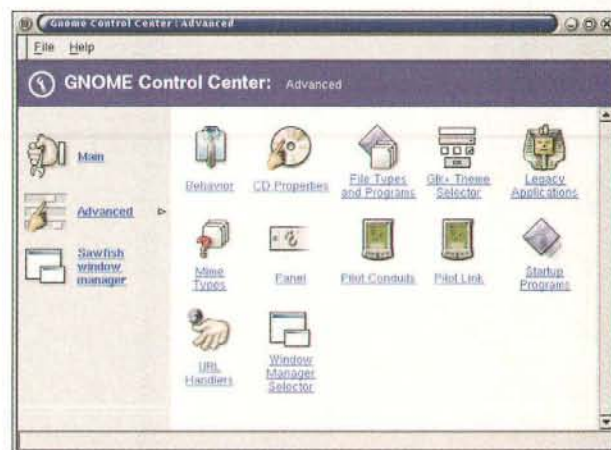 Gnome Control Center : Advanced
File Help
GNOME Control Center: Advanced
Main
Advanced
Sawfish
window
manager
Behavior
CD Properties
File Types
and Programs
Gtk+ Theme
Selector
Legacy
Applications
Mime
Types
Panel
Pilot Conduits
Pilot Link
Startup
Programs
URL
Handlers
Window
Manager
Selector